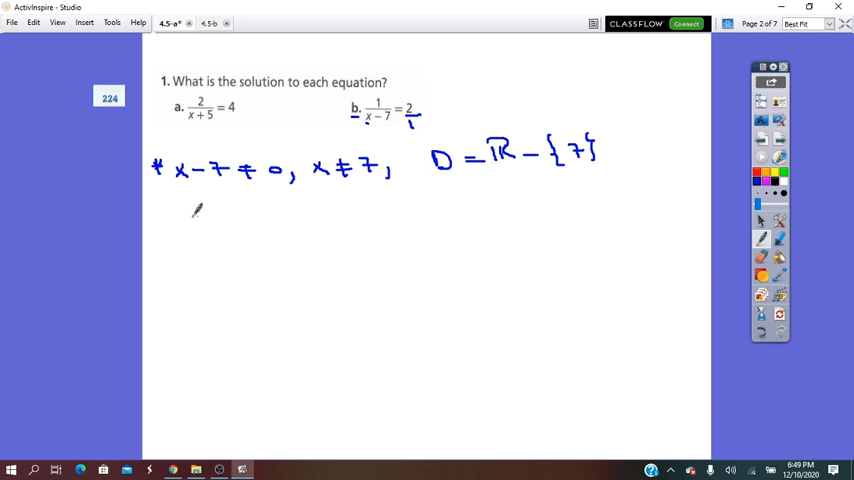 ActivInspire - Studio
File Edit View Insert Tools Help
4.5-a*
4.5-b
CLASSFLOW Connect
Page 2 of 7
Best Fit
224
1. What is the solution to each equation?
a. 2/(x + 5) = 4
b. 1/(x − 7) = 2/1
* x − 7 ≠ 0, x ≠ 7, D = ℝ − {7}
6:49 PM
12/10/2020